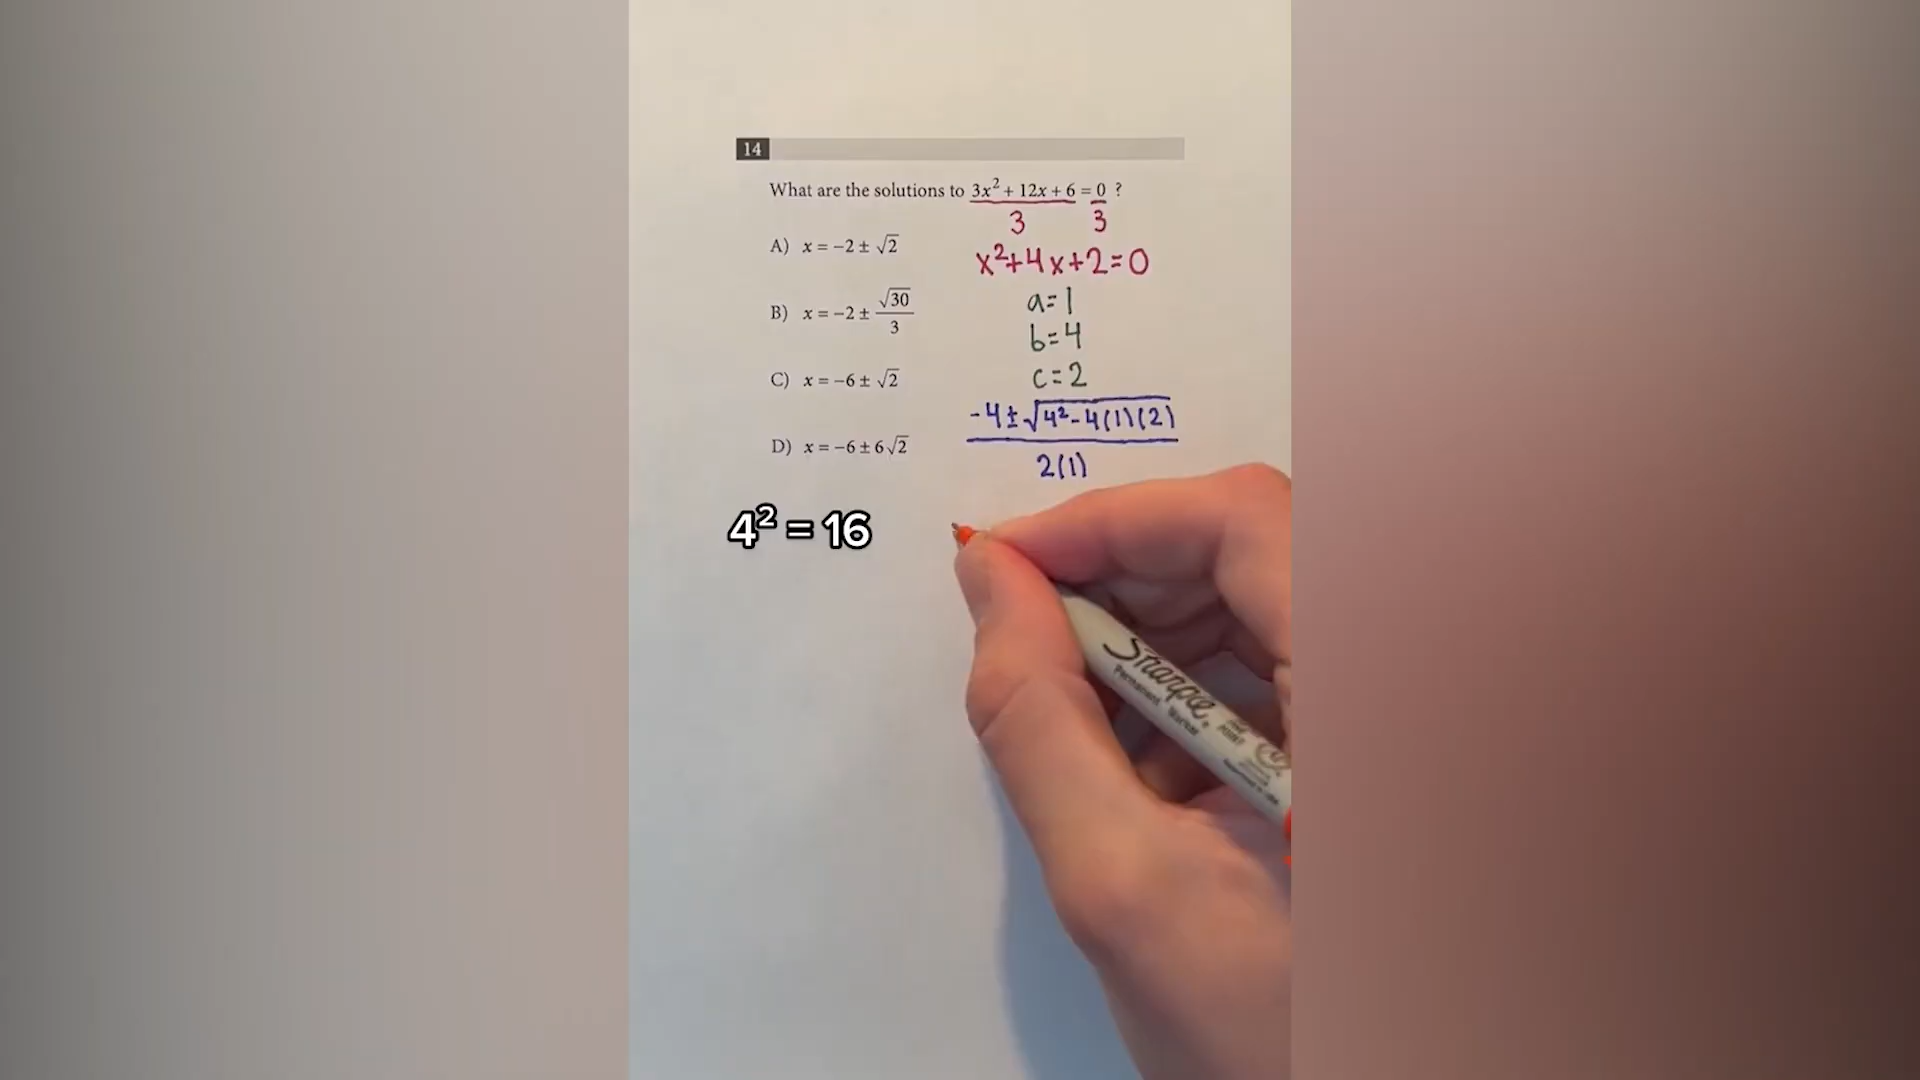 14
What are the solutions to 3x² + 12x + 6 = 0 ?
3 3
A) x = −2 ± √2
x²+4x+2=0
B) x = −2 ± √30/3
a=1
b=4
C) x = −6 ± √2
c=2
-4±√4²-4(1)(2)
D) x = −6 ± 6√2
2(1)
4² = 16
Sharpie
Permanent Marker